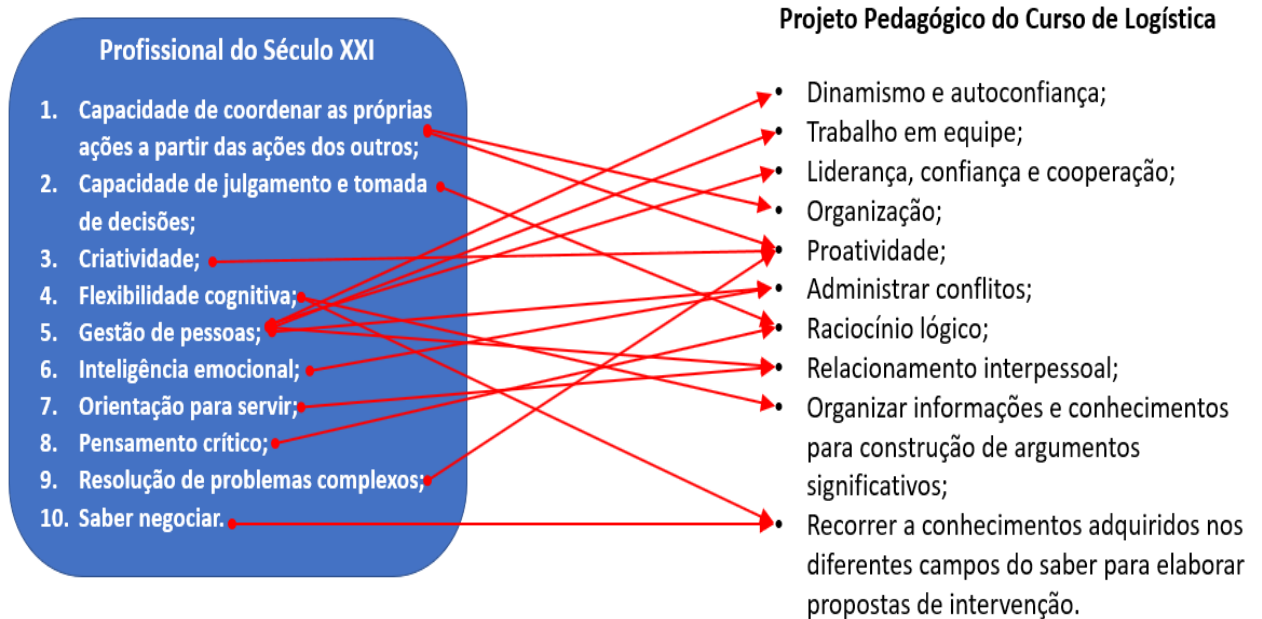 Profissional do Século XXI
1. Capacidade de coordenar as próprias
ações a partir das ações dos outros;
2. Capacidade de julgamento e tomada
de decisões;
3. Criatividade;
4. Flexibilidade cognitiva;
5. Gestão de pessoas;
6. Inteligência emocional;
7. Orientação para servir;
8. Pensamento crítico;
9. Resolução de problemas complexos;
10. Saber negociar.
Projeto Pedagógico do Curso de Logística
• Dinamismo e autoconfiança;
• Trabalho em equipe;
• Liderança, confiança e cooperação;
• Organização;
• Proatividade;
• Administrar conflitos;
• Raciocínio lógico;
• Relacionamento interpessoal;
• Organizar informações e conhecimentos
para construção de argumentos
significativos;
• Recorrer a conhecimentos adquiridos nos
diferentes campos do saber para elaborar
propostas de intervenção.